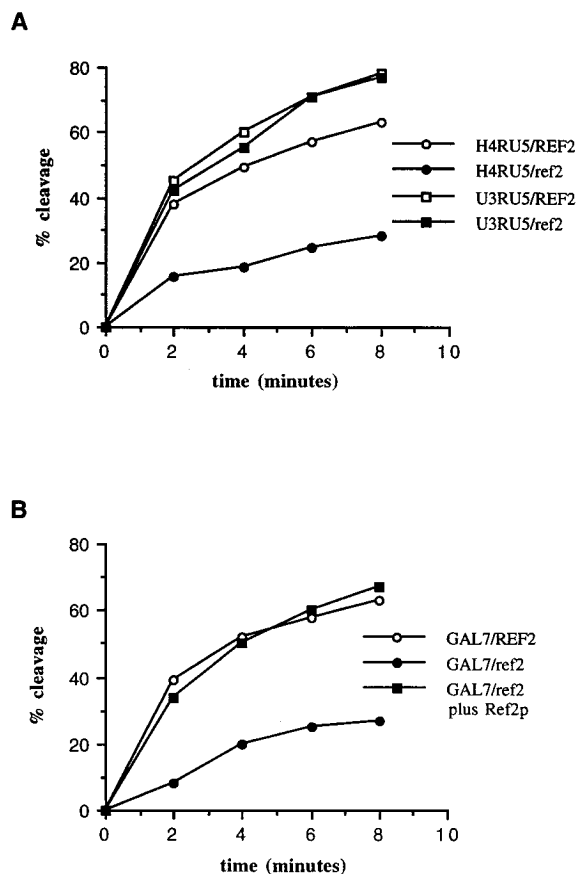 A
80
60
40
20
0
% cleavage
0 2 4 6 8 10
time (minutes)
H4RU5/REF2
H4RU5/ref2
U3RU5/REF2
U3RU5/ref2
B
80
60
40
20
0
% cleavage
0 2 4 6 8 10
time (minutes)
GAL7/REF2
GAL7/ref2
GAL7/ref2
plus Ref2p